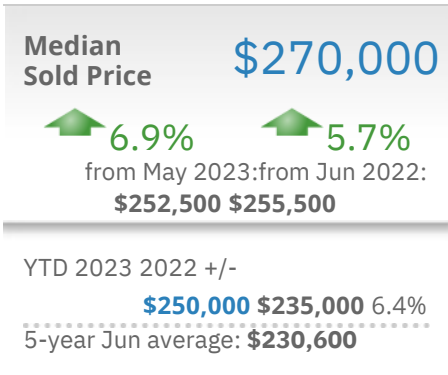 Median
Sold Price
$270,000
6.9% 5.7%
from May 2023:from Jun 2022:
$252,500 $255,500
YTD 2023 2022 +/-
$250,000 $235,000 6.4%
5-year Jun average: $230,600